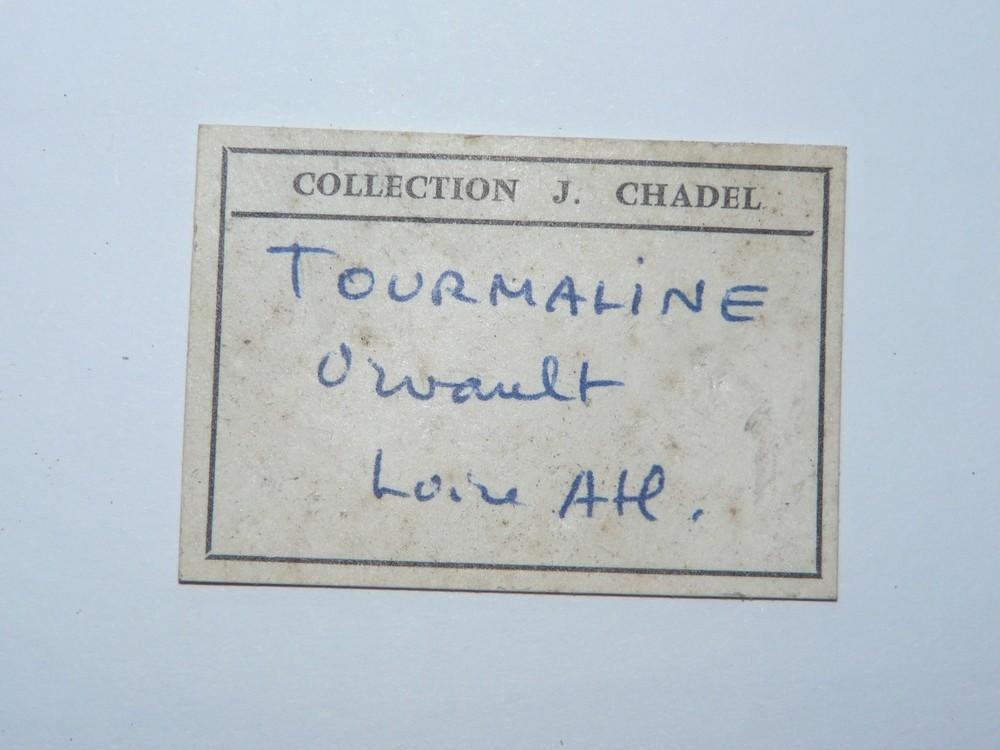 COLLECTION J. CHADEL
TOURMALINE
Orvault
Loire Atl.